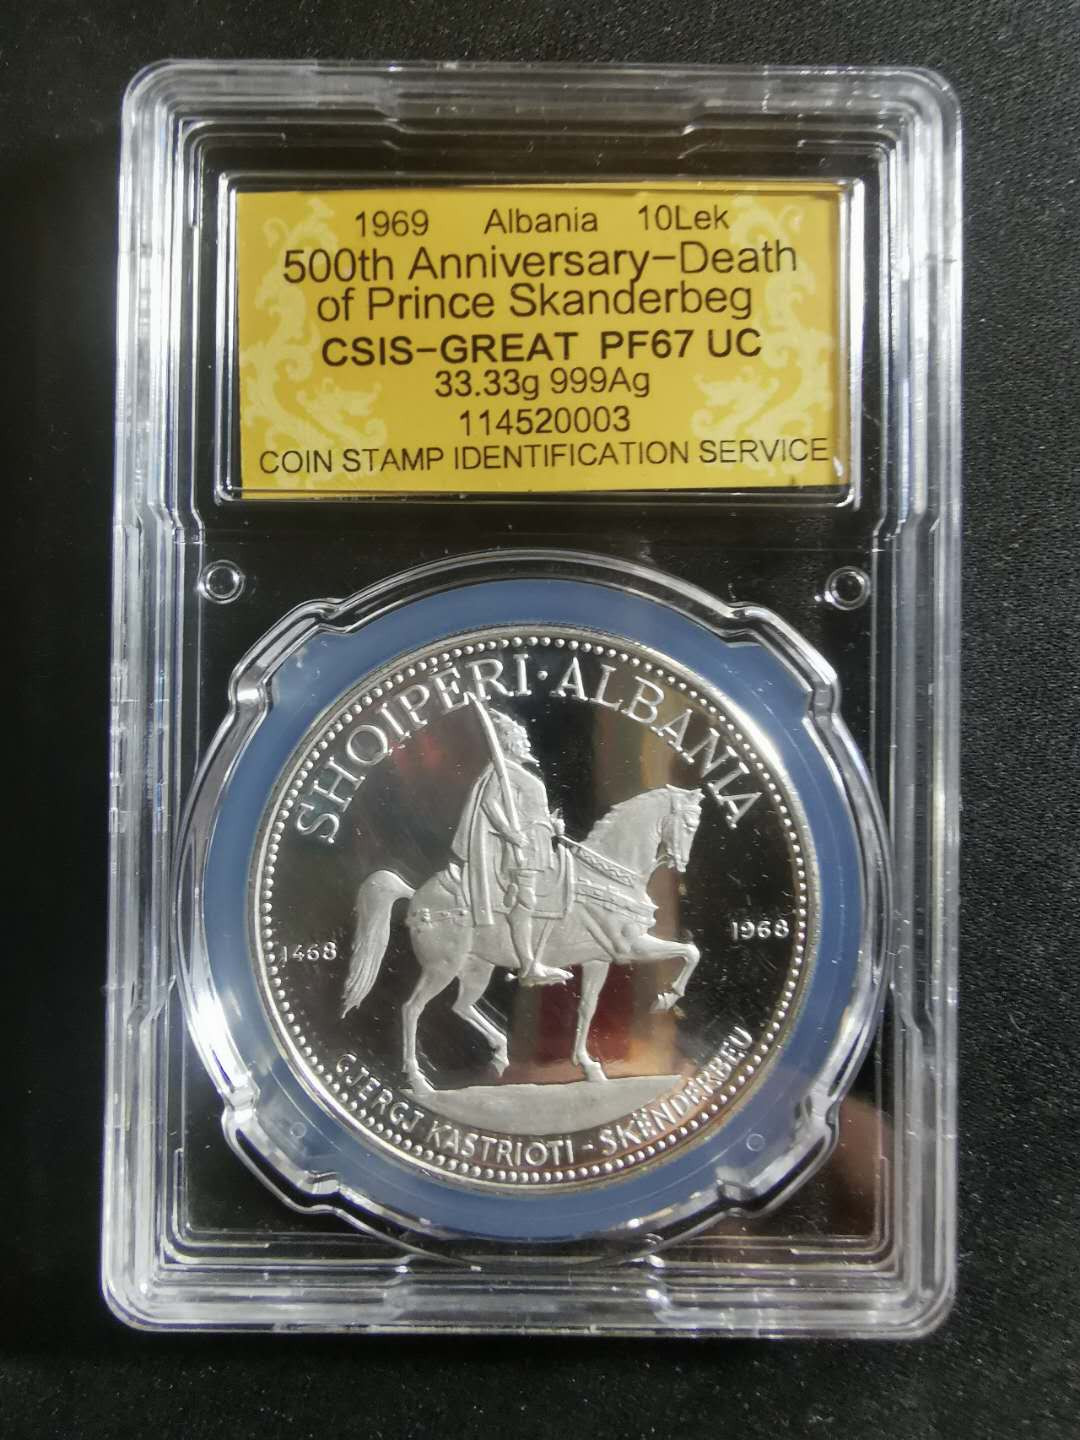 1969 Albania 10Lek
500th Anniversary-Death
of Prince Skanderbeg
CSIS-GREAT PF67 UC
33.33g 999Ag
114520003
COIN STAMP IDENTIFICATION SERVICE
SHQIPËRI · ALBANIA
1468
1968
GJERGJ KASTRIOTI - SKËNDERBEU